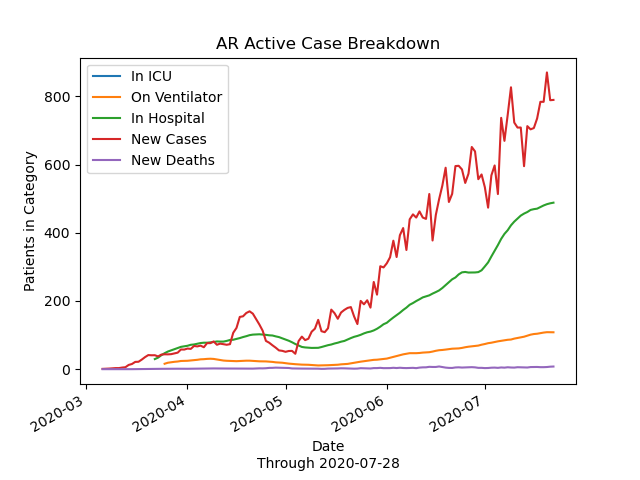 AR Active Case Breakdown
In ICU
On Ventilator
In Hospital
New Cases
New Deaths
Patients in Category
800
600
400
200
0
2020-03
2020-04
2020-05
2020-06
2020-07
Date
Through 2020-07-28